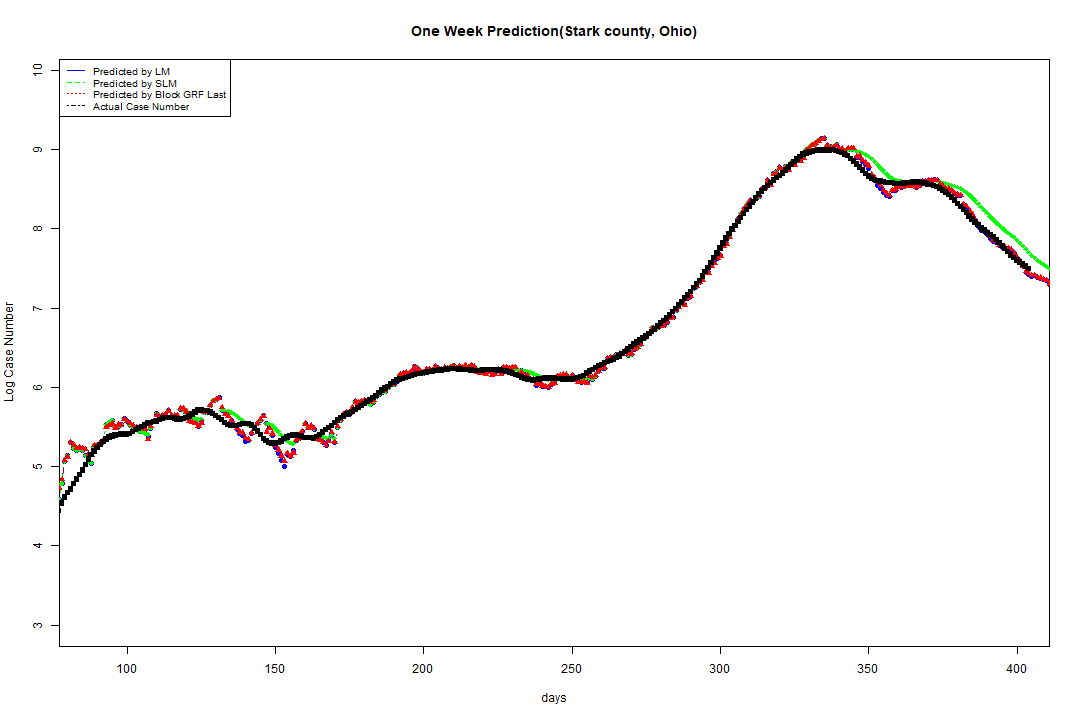 One Week Prediction(Stark county, Ohio)
Predicted by LM
Predicted by SLM
Predicted by Block GRF Last
Actual Case Number
Log Case Number
10
9
8
7
6
5
4
3
100 150 200 250 300 350 400
days